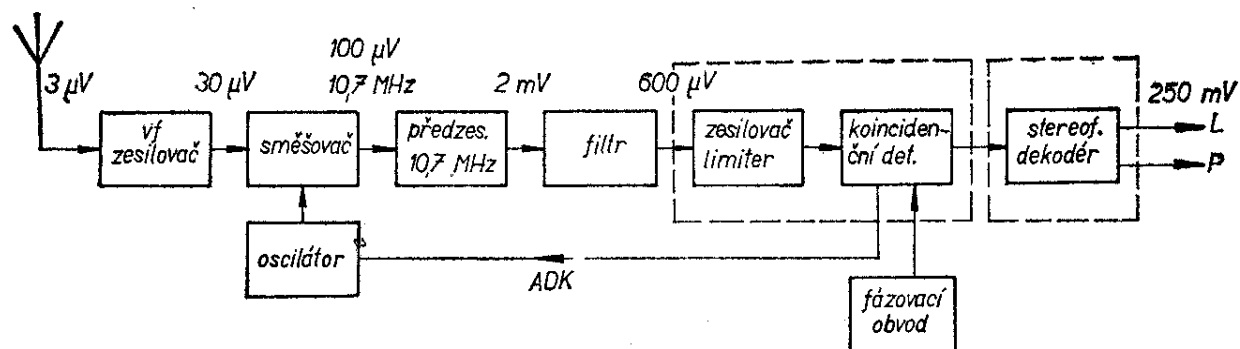 3 µV
30 µV
100 µV
10,7 MHz
2 mV
600 µV
250 mV
vf
zesilovač
směšovač
předzes.
10,7 MHz
filtr
zesilovač
limiter
koinciden-
ční det.
stereof.
dekodér
L
P
oscilátor
ADK
fázovací
obvod